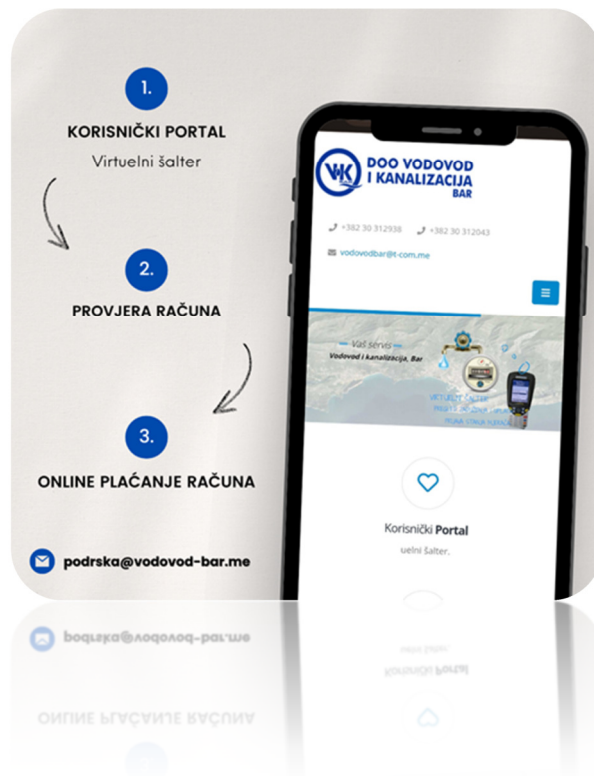 1.
KORISNIČKI PORTAL
Virtuelni šalter
2.
PROVJERA RAČUNA
3.
ONLINE PLAĆANJE RAČUNA
podrska@vodovod-bar.me
VIK
DOO VODOVOD
I KANALIZACIJA
BAR
+382 30 312938 +382 30 312043
vodovodbar@t-com.me
Vaš servis
Vodovod i kanalizacija, Bar
VIRTUELNI ŠALTER
Korisnički Portal
uelni šalter.